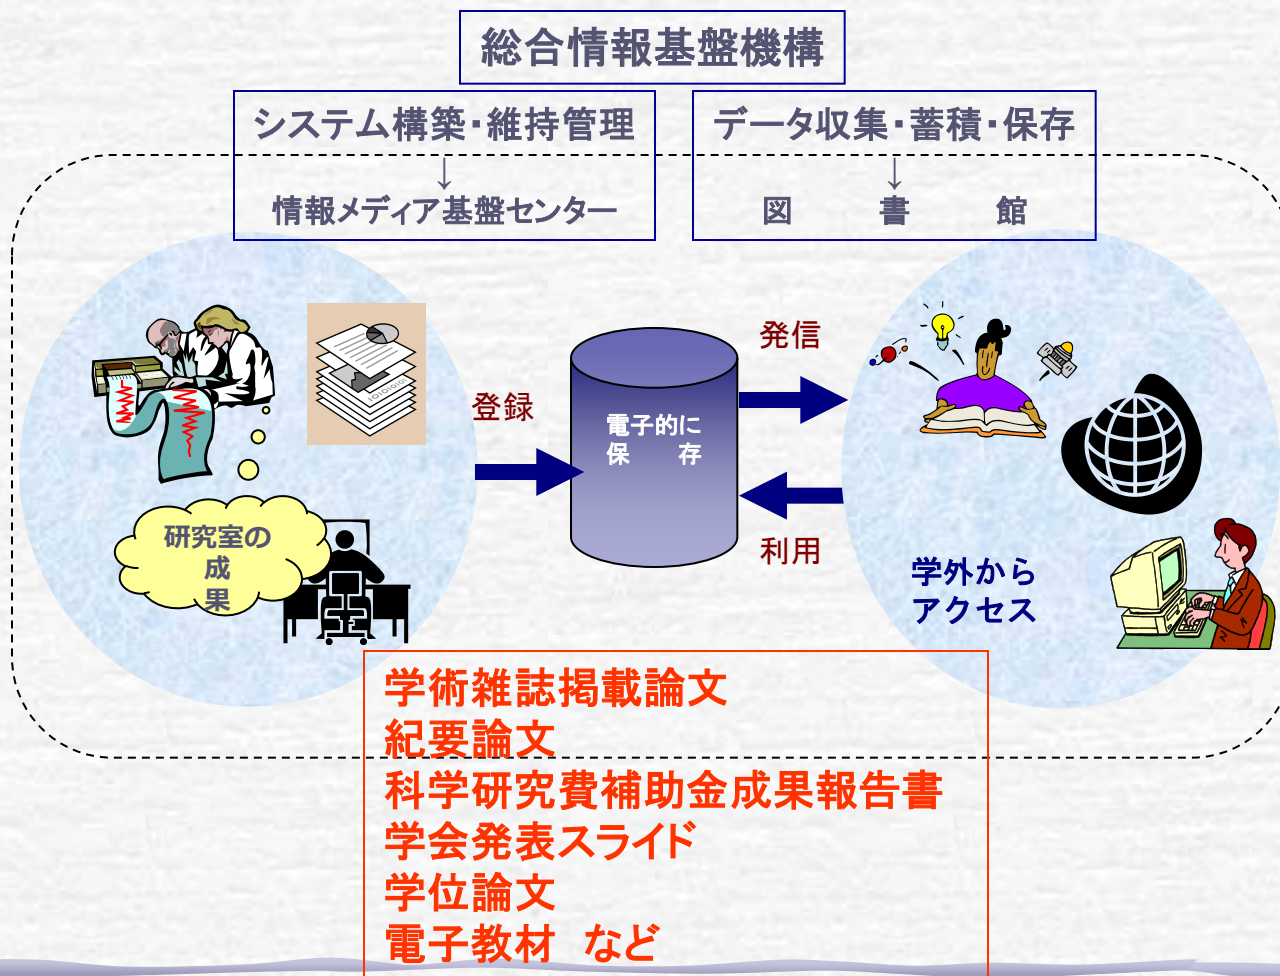 総合情報基盤機構
システム構築・維持管理
↓
情報メディア基盤センター
データ収集・蓄積・保存
↓
図　書　館
登録
電子的に
保　存
発信
利用
研究室の
成
果
学外から
アクセス
学術雑誌掲載論文
紀要論文
科学研究費補助金成果報告書
学会発表スライド
学位論文
電子教材　など